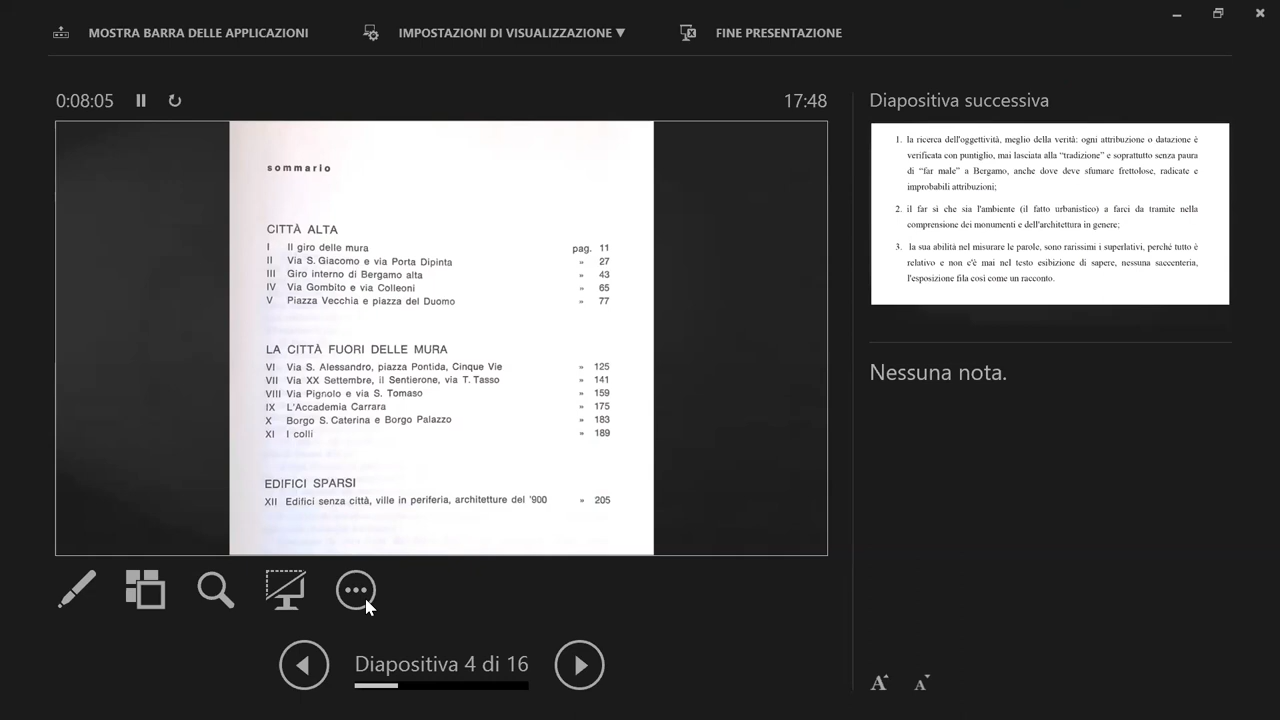 MOSTRA BARRA DELLE APPLICAZIONI
IMPOSTAZIONI DI VISUALIZZAZIONE ▼
FINE PRESENTAZIONE
0:08:05
17:48
sommario
CITTÀ ALTA
I Il giro delle mura pag. 11
II Via S. Giacomo e via Porta Dipinta » 27
III Giro interno di Bergamo alta » 43
IV Via Gombito e via Colleoni » 65
V Piazza Vecchia e piazza del Duomo » 77
LA CITTÀ FUORI DELLE MURA
VI Via S. Alessandro, piazza Pontida, Cinque Vie » 125
VII Via XX Settembre, il Sentierone, via T. Tasso » 141
VIII Via Pignolo e via S. Tomaso » 159
IX L'Accademia Carrara » 175
X Borgo S. Caterina e Borgo Palazzo » 183
XI I colli » 189
EDIFICI SPARSI
XII Edifici senza città, ville in periferia, architetture del '900 » 205
Diapositiva 4 di 16
Diapositiva successiva
1. la ricerca dell'oggettività, meglio della verità: ogni attribuzione o datazione è
verificata con puntiglio, mai lasciata alla “tradizione” e soprattutto senza paura
di “far male” a Bergamo, anche dove deve sfumare frettolose, radicate e
improbabili attribuzioni;
2. il far sì che sia l'ambiente (il fatto urbanistico) a farci da tramite nella
comprensione dei monumenti e dell'architettura in genere;
3. la sua abilità nel misurare le parole, sono rarissimi i superlativi, perché tutto è
relativo e non c'è mai nel testo esibizione di sapere, nessuna saccenteria,
l'esposizione fila così come un racconto.
Nessuna nota.
A A